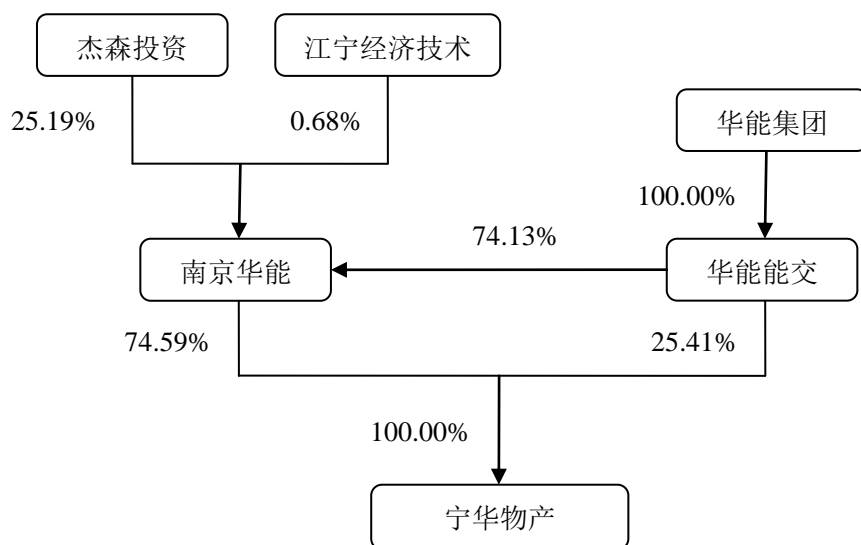 杰森投资
江宁经济技术
25.19%
0.68%
华能集团
100.00%
74.13%
南京华能
华能能交
74.59%
25.41%
100.00%
宁华物产